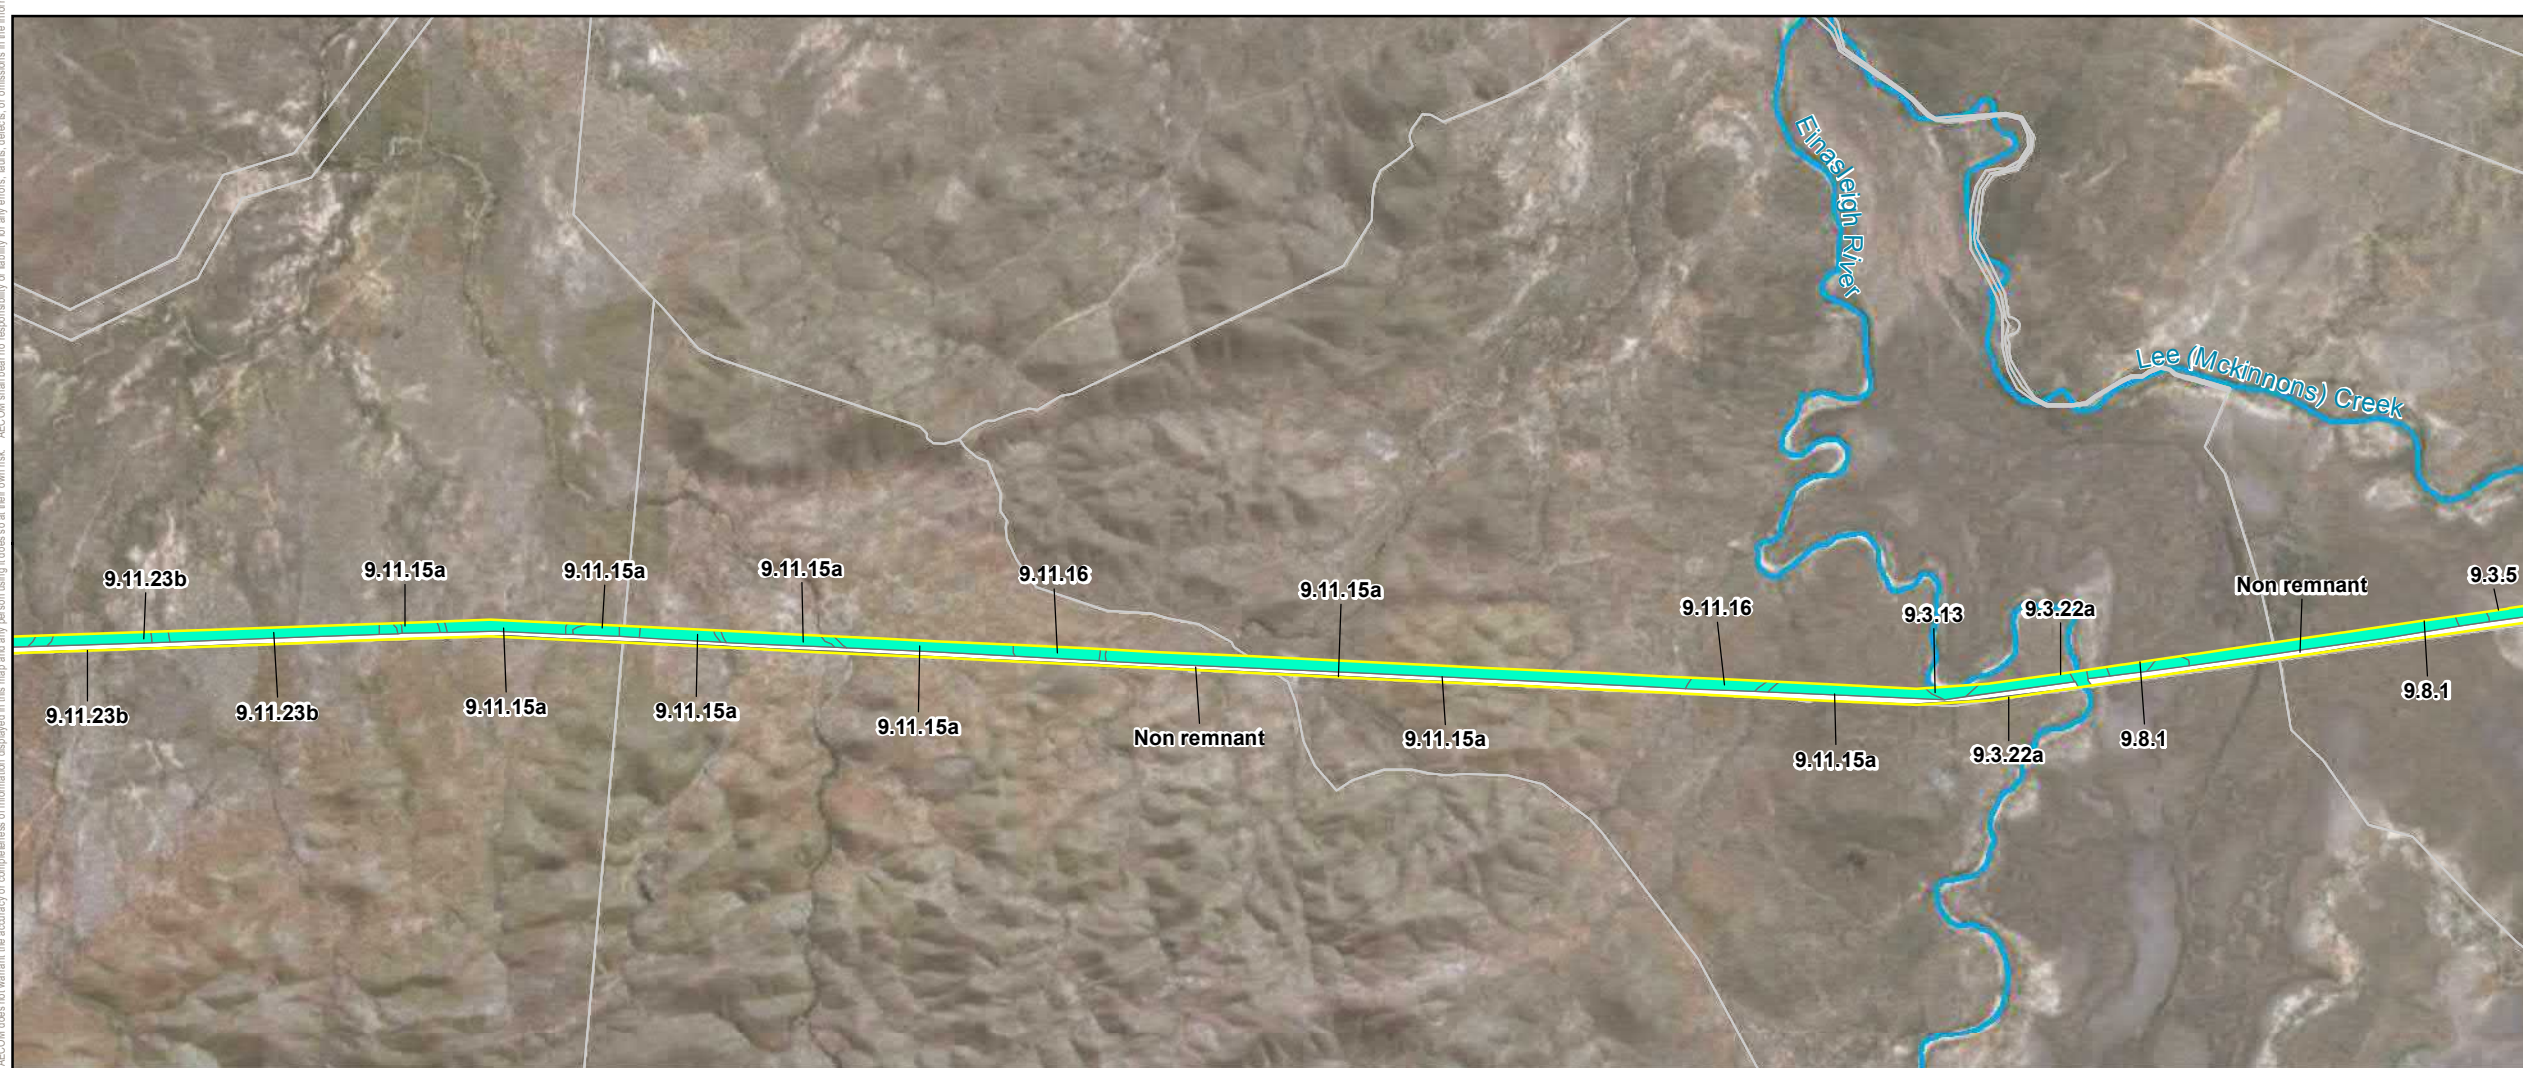 Einasleigh River
Lee (Mckinnons) Creek
9.11.23b
9.11.15a
9.11.15a
9.11.15a
9.11.16
9.11.15a
9.11.16
9.3.13
9.3.22a
Non remnant
9.3.5
9.11.23b
9.11.23b
9.11.15a
9.11.15a
9.11.15a
Non remnant
9.11.15a
9.11.15a
9.3.22a
9.8.1
9.8.1